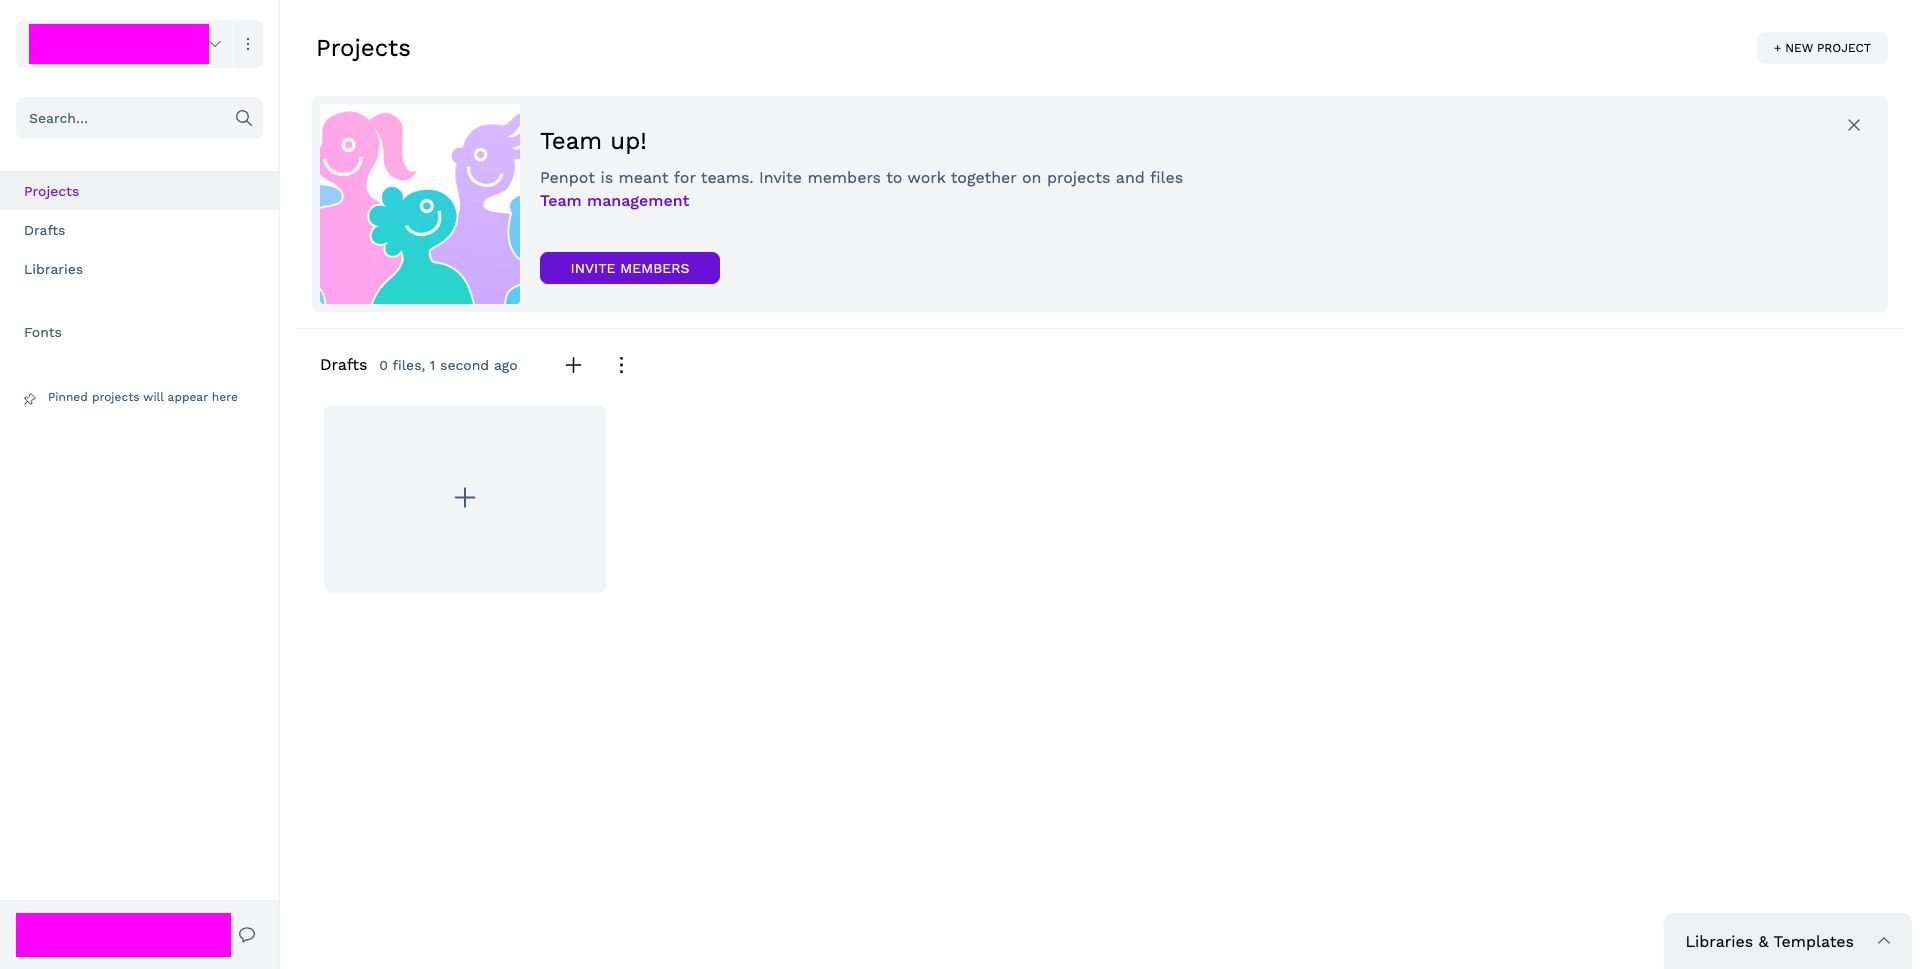 Search...
Projects
Drafts
Libraries
Fonts
Pinned projects will appear here
Projects
+ NEW PROJECT
Team up!
Penpot is meant for teams. Invite members to work together on projects and files
Team management
INVITE MEMBERS
Drafts 0 files, 1 second ago
Libraries & Templates